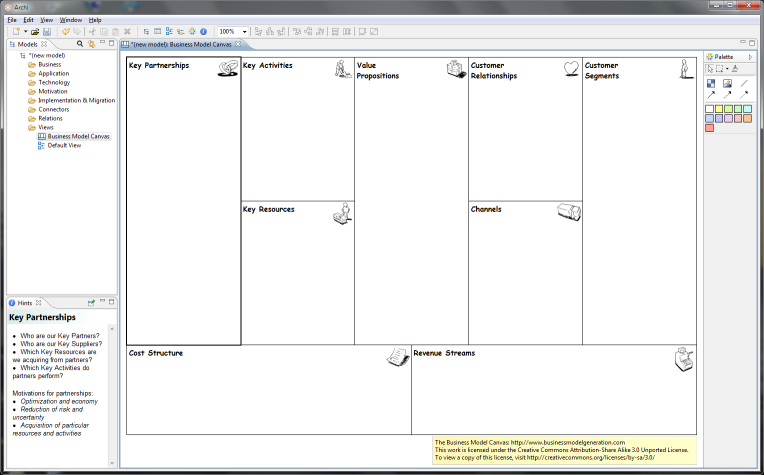 Archi
File Edit View Window Help
100%
Models
*(new model): Business Model Canvas
*(new model)
Business
Application
Technology
Motivation
Implementation & Migration
Connectors
Relations
Views
Business Model Canvas
Default View
Palette
Key Partnerships
Key Activities
Value
Propositions
Customer
Relationships
Customer
Segments
Key Resources
Channels
Cost Structure
Revenue Streams
Hints
Key Partnerships
• Who are our Key Partners?
• Who are our Key Suppliers?
• Which Key Resources are
we acquiring from partners?
• Which Key Activities do
partners perform?
Motivations for partnerships:
• Optimization and economy
• Reduction of risk and
uncertainty
• Acquisition of particular
resources and activities
The Business Model Canvas: http://www.businessmodelgeneration.com
This work is licensed under the Creative Commons Attribution-Share Alike 3.0 Unported License.
To view a copy of this license, visit http://creativecommons.org/licenses/by-sa/3.0/